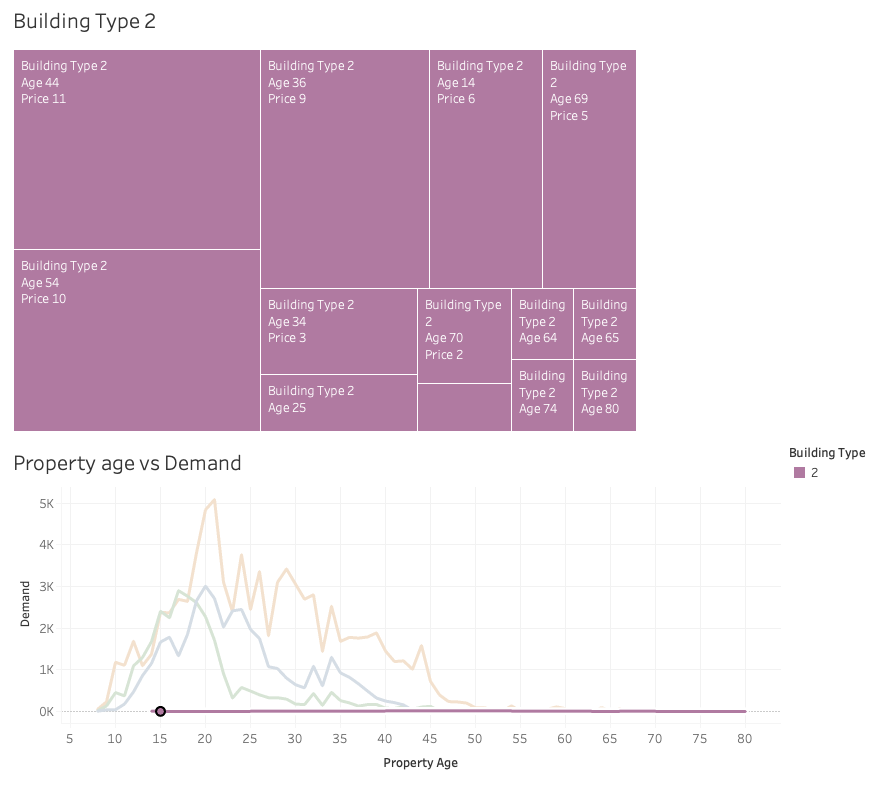 Building Type 2
Building Type 2
Age 44
Price 11
Building Type 2
Age 36
Price 9
Building Type 2
Age 14
Price 6
Building Type
2
Age 69
Price 5
Building Type 2
Age 54
Price 10
Building Type 2
Age 34
Price 3
Building Type
2
Age 70
Price 2
Building
Type 2
Age 64
Building
Type 2
Age 65
Building Type 2
Age 25
Building
Type 2
Age 74
Building
Type 2
Age 80
Property age vs Demand
Building Type
2
5K
4K
3K
2K
1K
0K
Demand
5 10 15 20 25 30 35 40 45 50 55 60 65 70 75 80
Property Age